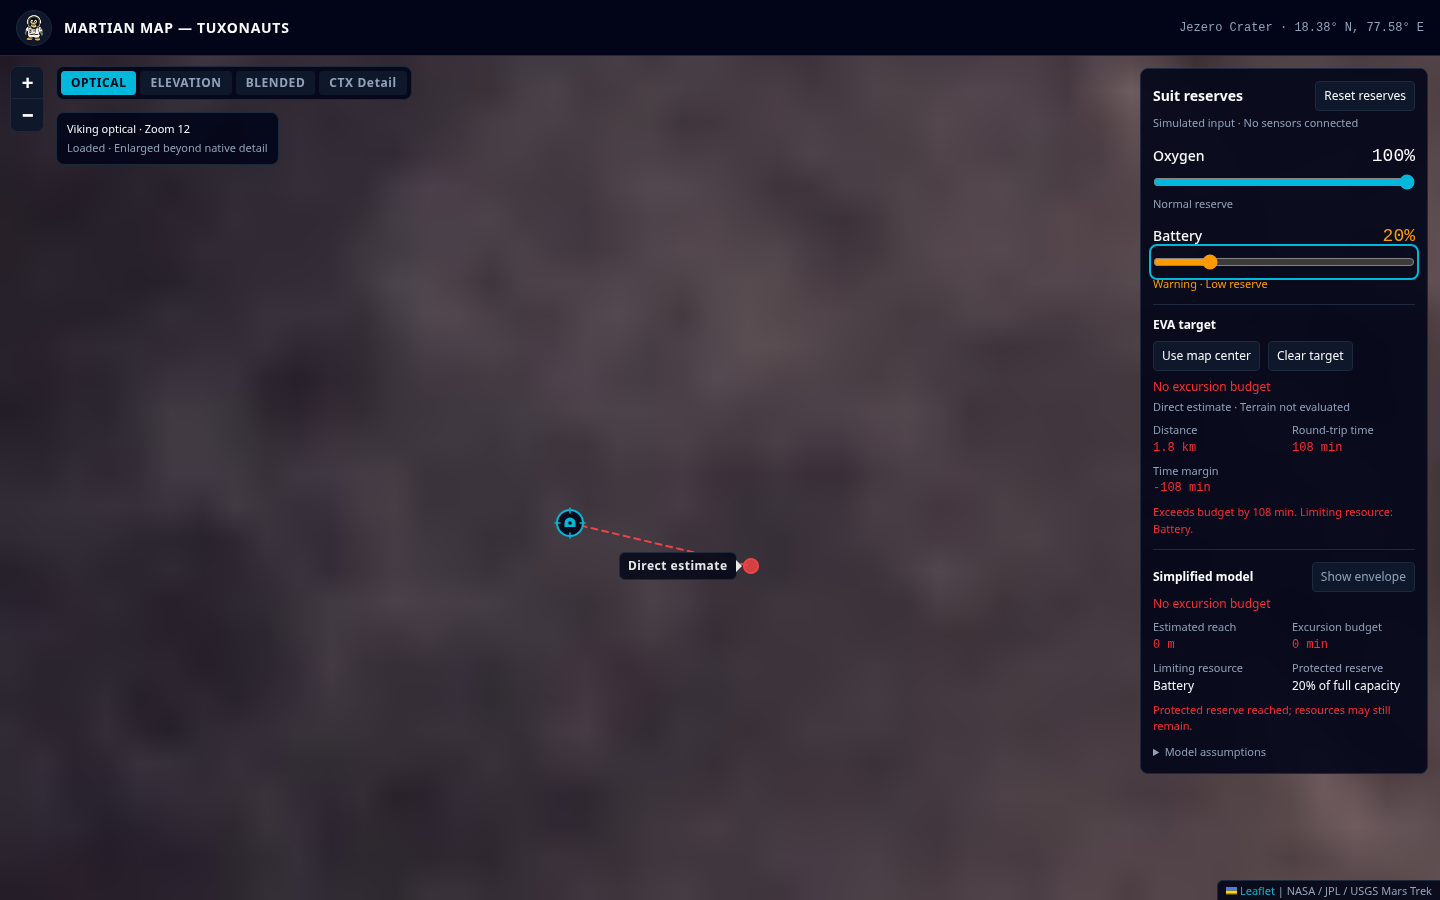 MARTIAN MAP — TUXONAUTS
Jezero Crater · 18.38° N, 77.58° E
+
−
OPTICAL
ELEVATION
BLENDED
CTX Detail
Viking optical · Zoom 12
Loaded · Enlarged beyond native detail
Suit reserves
Reset reserves
Simulated input · No sensors connected
Oxygen 100%
Normal reserve
Battery 20%
Warning · Low reserve
EVA target
Use map center
Clear target
No excursion budget
Direct estimate · Terrain not evaluated
Distance
Round-trip time
1.8 km
108 min
Time margin
-108 min
Exceeds budget by 108 min. Limiting resource:
Battery.
Direct estimate
Simplified model
Show envelope
No excursion budget
Estimated reach
Excursion budget
0 m
0 min
Limiting resource
Protected reserve
Battery
20% of full capacity
Protected reserve reached; resources may still
remain.
Model assumptions
Leaflet | NASA / JPL / USGS Mars Trek